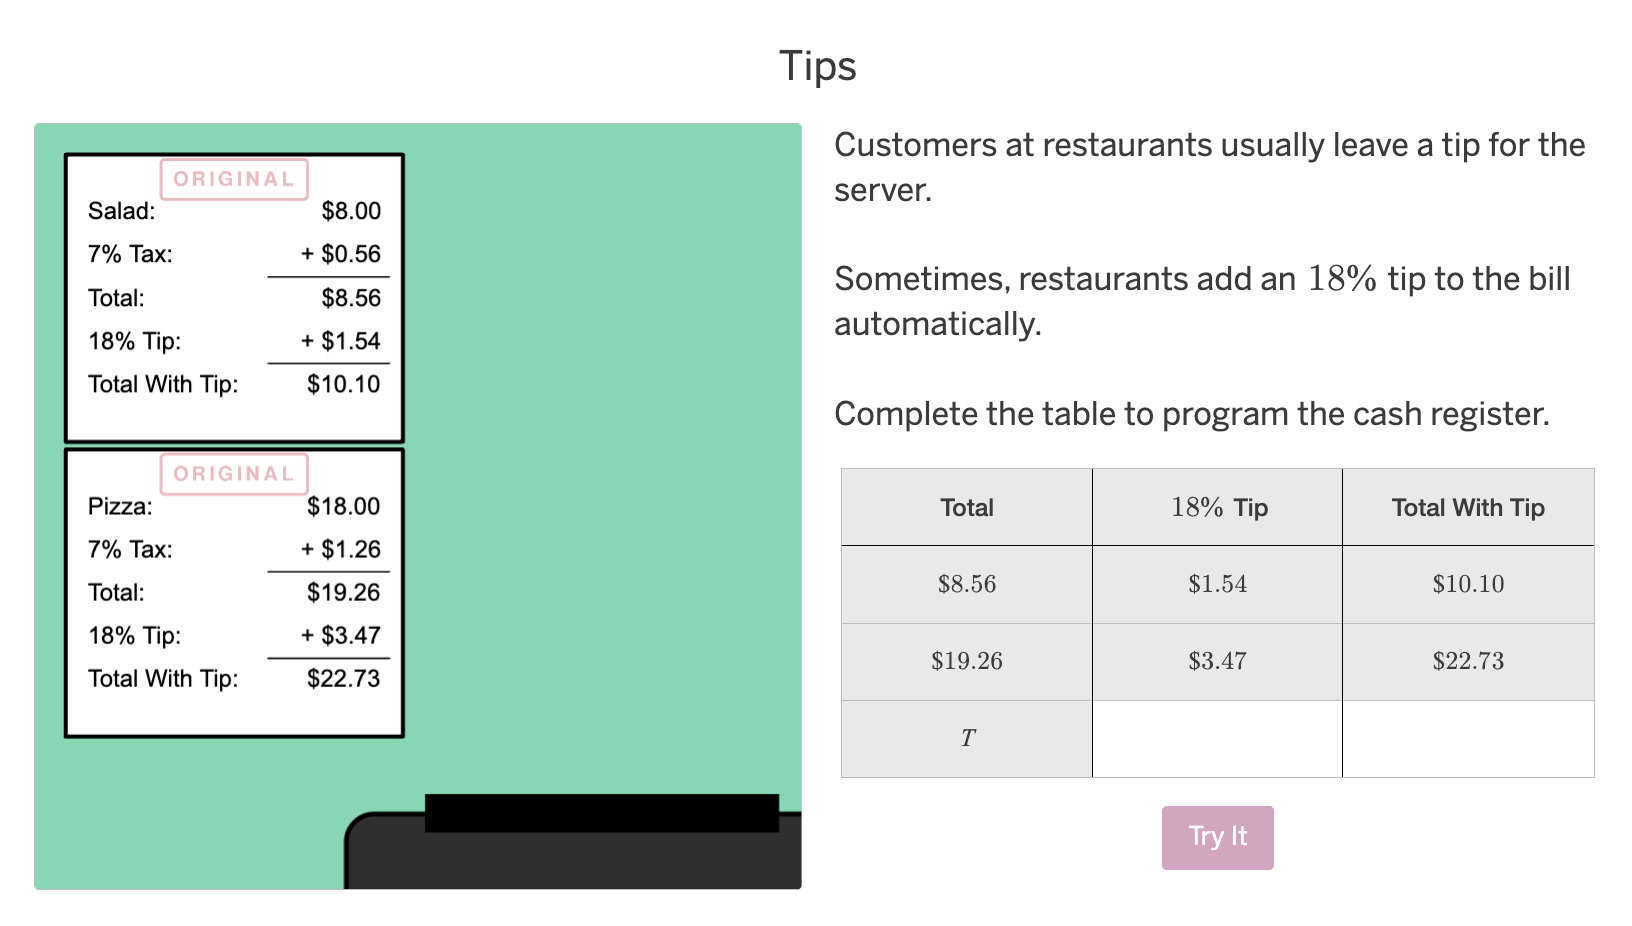 Tips
ORIGINAL
Salad: $8.00
7% Tax: + $0.56
Total: $8.56
18% Tip: + $1.54
Total With Tip: $10.10
ORIGINAL
Pizza: $18.00
7% Tax: + $1.26
Total: $19.26
18% Tip: + $3.47
Total With Tip: $22.73
Customers at restaurants usually leave a tip for the
server.
Sometimes, restaurants add an 18% tip to the bill
automatically.
Complete the table to program the cash register.
Total 18% Tip Total With Tip
$8.56 $1.54 $10.10
$19.26 $3.47 $22.73
T
Try It